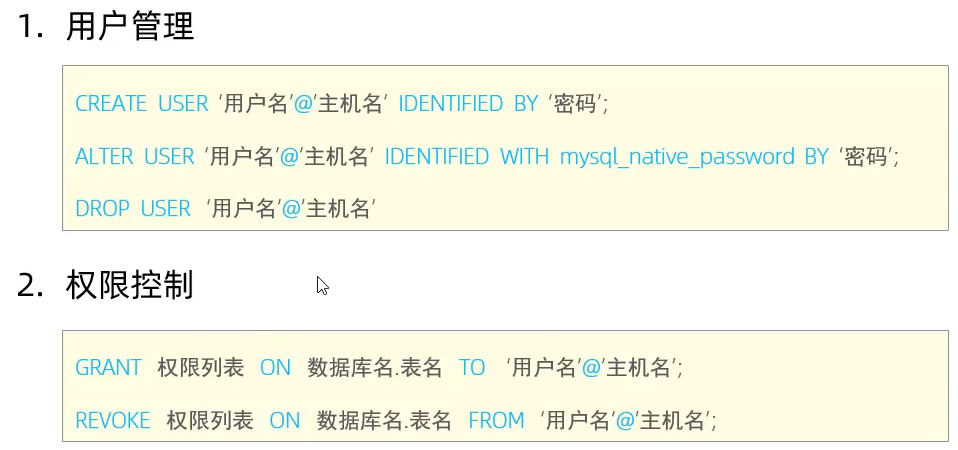 1. 用户管理
CREATE USER '用户名'@'主机名' IDENTIFIED BY '密码';
ALTER USER '用户名'@'主机名' IDENTIFIED WITH mysql_native_password BY '密码';
DROP USER '用户名'@'主机名'
2. 权限控制
GRANT 权限列表 ON 数据库名.表名 TO '用户名'@'主机名';
REVOKE 权限列表 ON 数据库名.表名 FROM '用户名'@'主机名';